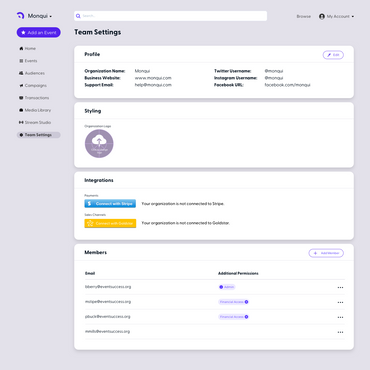 Monqui
Search...
Browse
My Account
Add an Event
Home
Events
Audiences
Campaigns
Transactions
Media Library
Stream Studio
Team Settings
Team Settings
Profile
Edit
Organization Name: Monqui
Business Website: www.monqui.com
Support Email: help@monqui.com
Twitter Username: @monqui
Instagram Username: @monqui
Facebook URL: facebook.com/monqui
Styling
Organization Logo
Integrations
Payments
$ Connect with Stripe
Your organization is not connected to Stripe.
Sales Channels
Connect with Goldstar
Your organization is not connected to Goldstar.
Members
Add Member
Email
Additional Permissions
bberry@eventsuccess.org
mvolpe@eventsuccess.org
Financial Access
pbuck@eventsuccess.org
Financial Access
mmills@eventsuccess.org